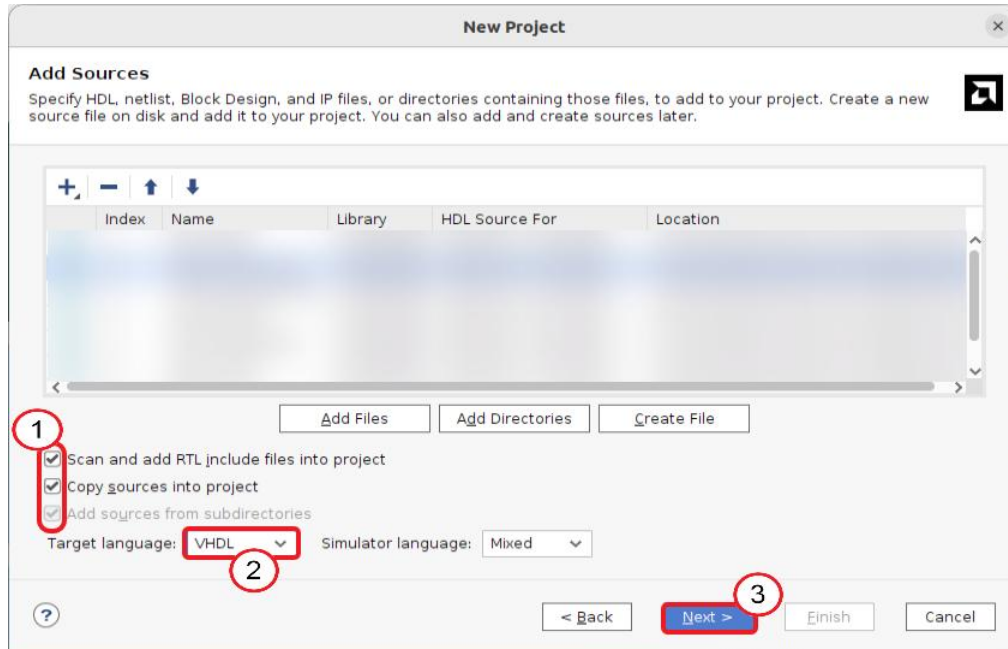 New Project
Add Sources
Specify HDL, netlist, Block Design, and IP files, or directories containing those files, to add to your project. Create a new
source file on disk and add it to your project. You can also add and create sources later.
Index Name Library HDL Source For Location
Add Files Add Directories Create File
1
Scan and add RTL include files into project
Copy sources into project
Add sources from subdirectories
Target language: VHDL Simulator language: Mixed
2
3
? < Back Next > Finish Cancel